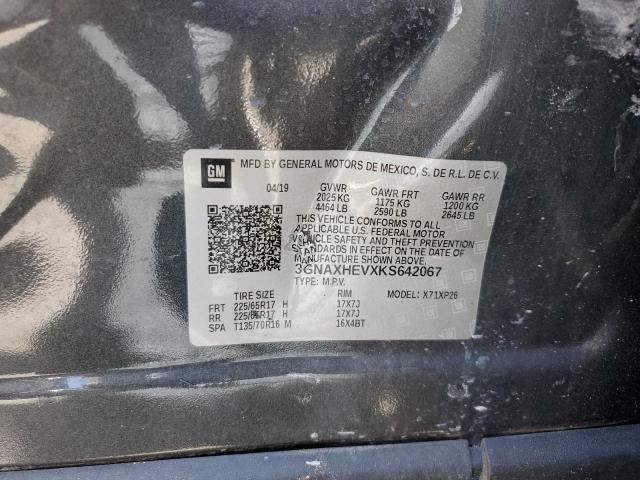 GM
MFD BY GENERAL MOTORS DE MEXICO, S. DE R.L. DE C.V.
04/19 GVWR GAWR FRT GAWR RR
2025 KG 1175 KG 1200 KG
4464 LB 2590 LB 2645 LB
THIS VEHICLE CONFORMS TO ALL
APPLICABLE U.S. FEDERAL MOTOR
VEHICLE SAFETY AND THEFT PREVENTION
STANDARDS IN EFFECT ON THE DATE OF
MANUFACTURE SHOWN ABOVE.
3GNAXHEVXKS642067
TYPE: M.P.V.
TIRE SIZE RIM MODEL: X71XP26
FRT 225/65R17 H 17X7J
RR 225/65R17 H 17X7J
SPA T135/70R16 M 16X4BT